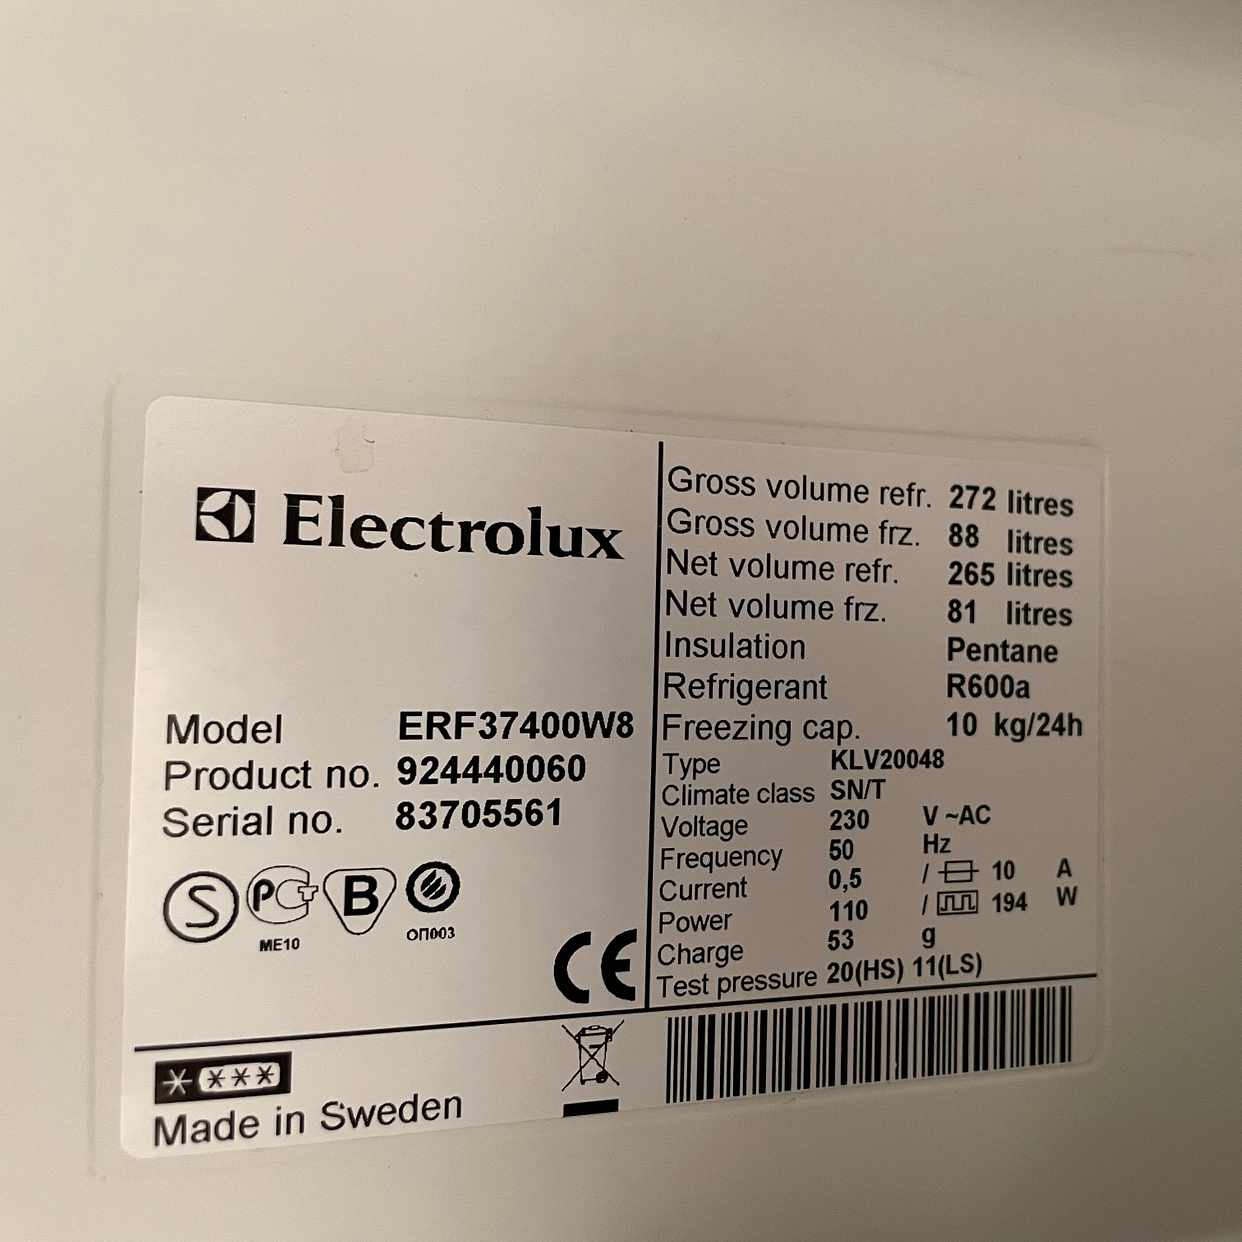 Electrolux
Model ERF37400W8
Product no. 924440060
Serial no. 83705561
S PCT B
ME10 ОП003
CE
Gross volume refr. 272 litres
Gross volume frz. 88 litres
Net volume refr. 265 litres
Net volume frz. 81 litres
Insulation Pentane
Refrigerant R600a
Freezing cap. 10 kg/24h
Type KLV20048
Climate class SN/T
Voltage 230 V ~AC
Frequency 50 Hz
Current 0,5 / 10 A
Power 110 / 194 W
Charge 53 g
Test pressure 20(HS) 11(LS)
* ***
Made in Sweden